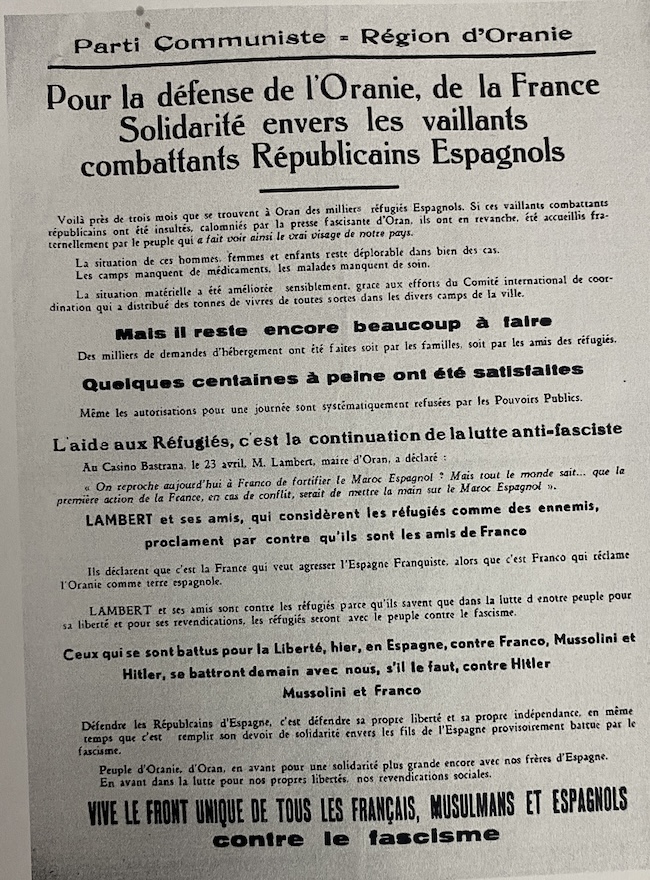 Parti Communiste = Région d'Oranie
Pour la défense de l'Oranie, de la France
Solidarité envers les vaillants
combattants Républicains Espagnols
Voilà près de trois mois que se trouvent à Oran des milliers réfugiés Espagnols. Si ces vaillants combattants
républicains ont été insultés, calomniés par la presse fascisante d'Oran, ils ont en revanche, été accueillis fra-
ternellement par le peuple qui a fait voir ainsi le vrai visage de notre pays.
La situation de ces hommes, femmes et enfants reste déplorable dans bien des cas.
Les camps manquent de médicaments, les malades manquent de soin.
La situation matérielle a été améliorée sensiblement, grace aux efforts du Comité international de coor-
dination qui a distribué des tonnes de vivres de toutes sortes dans les divers camps de la ville.
Mais il reste encore beaucoup à faire
Des milliers de demandes d'hébergement ont été faites soit par les familles, soit par les amis des réfugiés.
Quelques centaines à peine ont été satisfaites
Même les autorisations pour une journée sont systématiquement refusées par les Pouvoirs Publics.
L'aide aux Réfugiés, c'est la continuation de la lutte anti-fasciste
Au Casino Bastrana, le 23 avril, M. Lambert, maire d'Oran, a déclaré :
« On reproche aujourd'hui à Franco de fortifier le Maroc Espagnol ? Mais tout le monde sait... que la
première action de la France, en cas de conflit, serait de mettre la main sur le Maroc Espagnol ».
LAMBERT et ses amis, qui considèrent les réfugiés comme des ennemis,
proclament par contre qu'ils sont les amis de Franco
Ils déclarent que c'est la France qui veut agresser l'Espagne Franquiste, alors que c'est Franco qui réclame
l'Oranie comme terre espagnole.
LAMBERT et ses amis sont contre les réfugiés parce qu'ils savent que dans la lutte d enotre peuple pour
sa liberté et pour ses revendications, les réfugiés seront avec le peuple contre le fascisme.
Ceux qui se sont battus pour la Liberté, hier, en Espagne, contre Franco, Mussolini et
Hitler, se battront demain avec nous, s'il le faut, contre Hitler
Mussolini et Franco
Défendre les Républcains d'Espagne, c'est défendre sa propre liberté et sa propre indépendance, en même
temps que c'est remplir son devoir de solidarité envers les fils de l'Espagne provisoirement battue par le
fascisme.
Peuple d'Oranie, d'Oran, en avant pour une solidarité plus grande encore avec nos frères d'Espagne.
En avant dans la lutte pour nos propres libertés, nos revendications sociales.
VIVE LE FRONT UNIQUE DE TOUS LES FRANÇAIS, MUSULMANS ET ESPAGNOLS
contre le fascisme